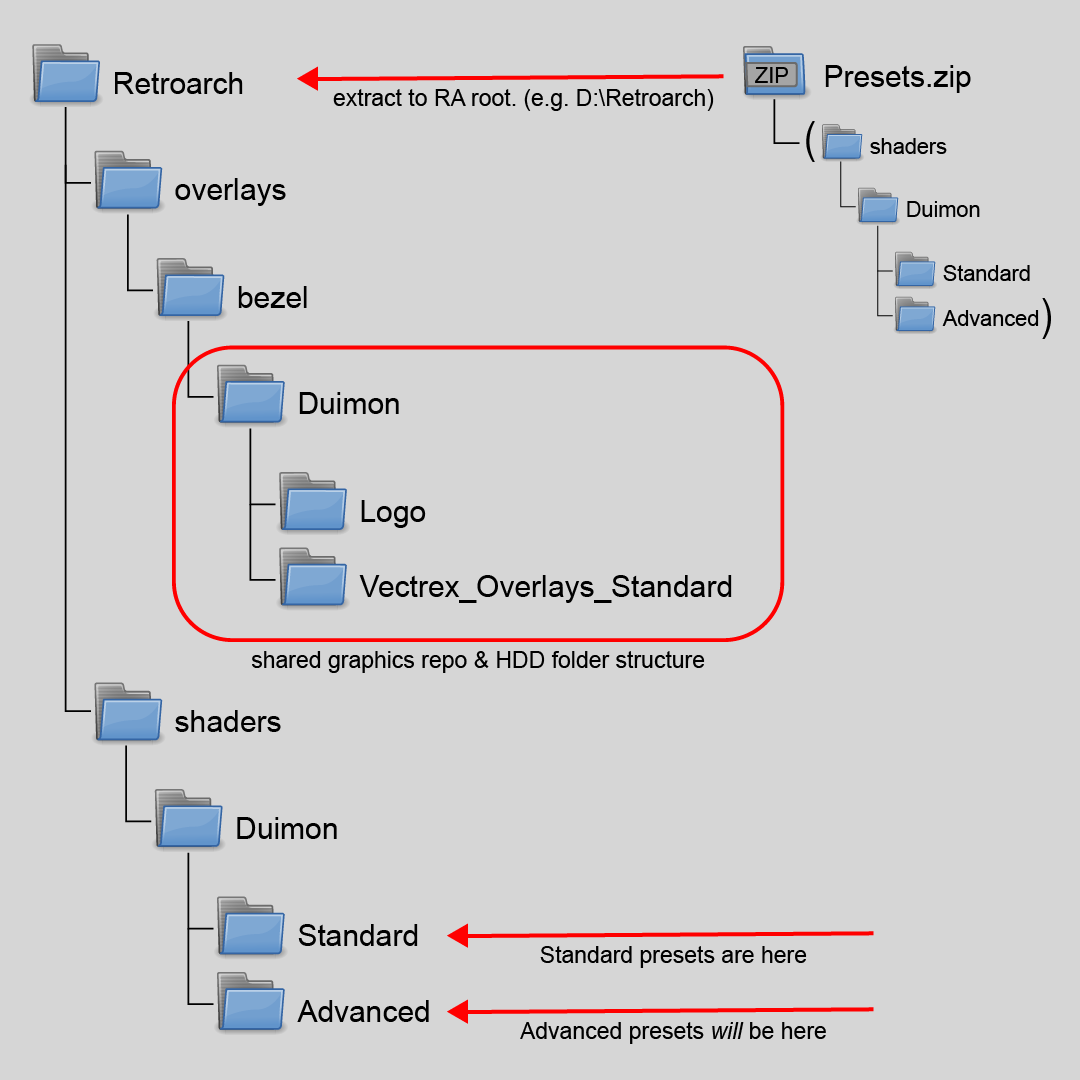 Retroarch
extract to RA root. (e.g. D:\Retroarch)
ZIP
Presets.zip
(
shaders
Duimon
Standard
Advanced)
overlays
bezel
Duimon
Logo
Vectrex_Overlays_Standard
shared graphics repo & HDD folder structure
shaders
Duimon
Standard
Standard presets are here
Advanced
Advanced presets will be here